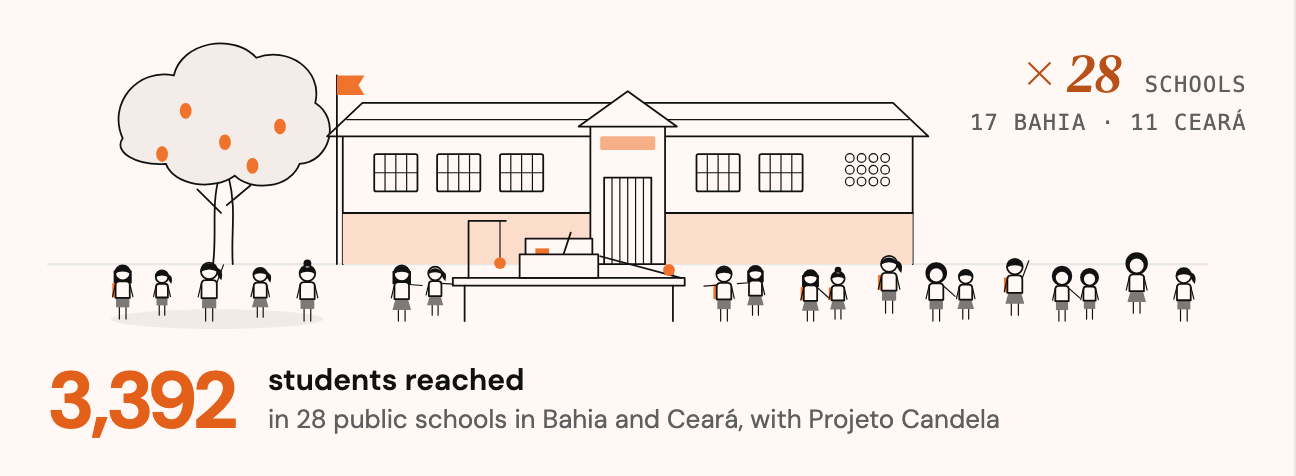 × 28 SCHOOLS
17 BAHIA · 11 CEARÁ
3,392
students reached
in 28 public schools in Bahia and Ceará, with Projeto Candela